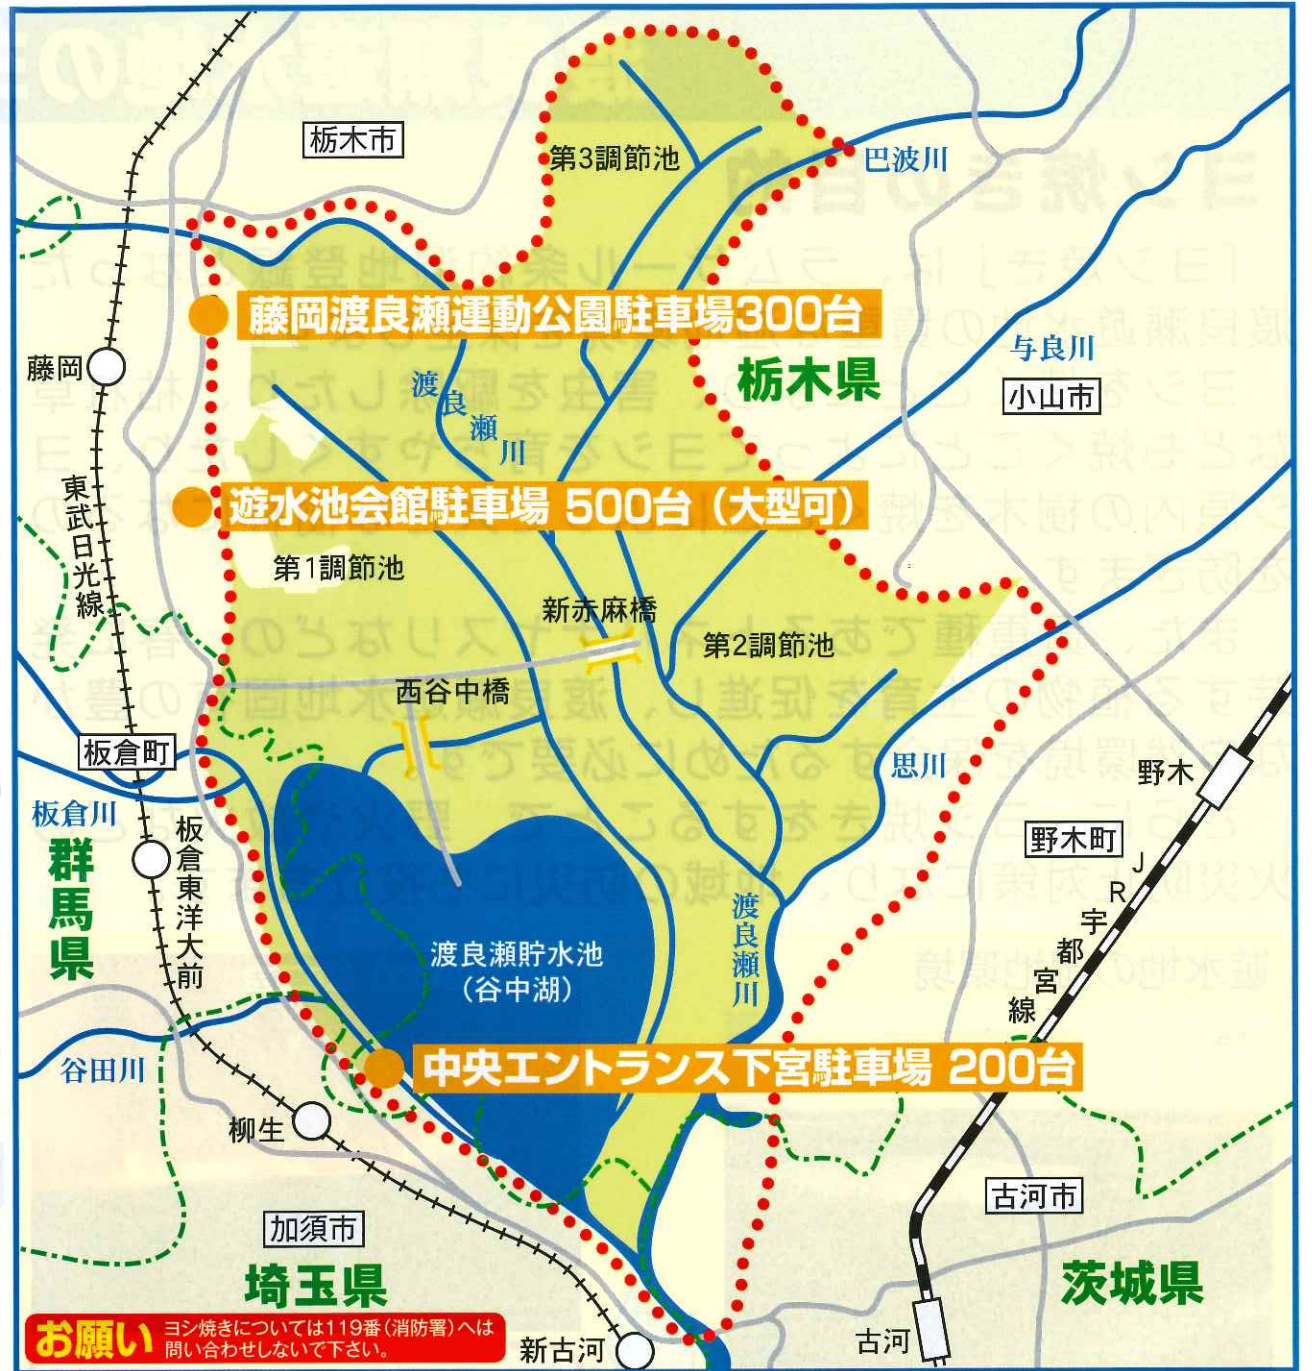 栃木市
第3調節池
巴波川
藤岡渡良瀬運動公園駐車場300台
藤岡
渡良瀬川
栃木県
与良川
小山市
東武日光線
遊水池会館駐車場 500台（大型可）
第1調節池
新赤麻橋
第2調節池
西谷中橋
板倉町
思川
野木
板倉川
群馬県
板倉東洋大前
野木町
JR宇都宮線
渡良瀬川
渡良瀬貯水池
（谷中湖）
谷田川
中央エントランス下宮駐車場 200台
柳生
加須市
埼玉県
古河市
茨城県
お願い
ヨシ焼きについては119番（消防署）へは
問い合わせしないで下さい。
新古河
古河